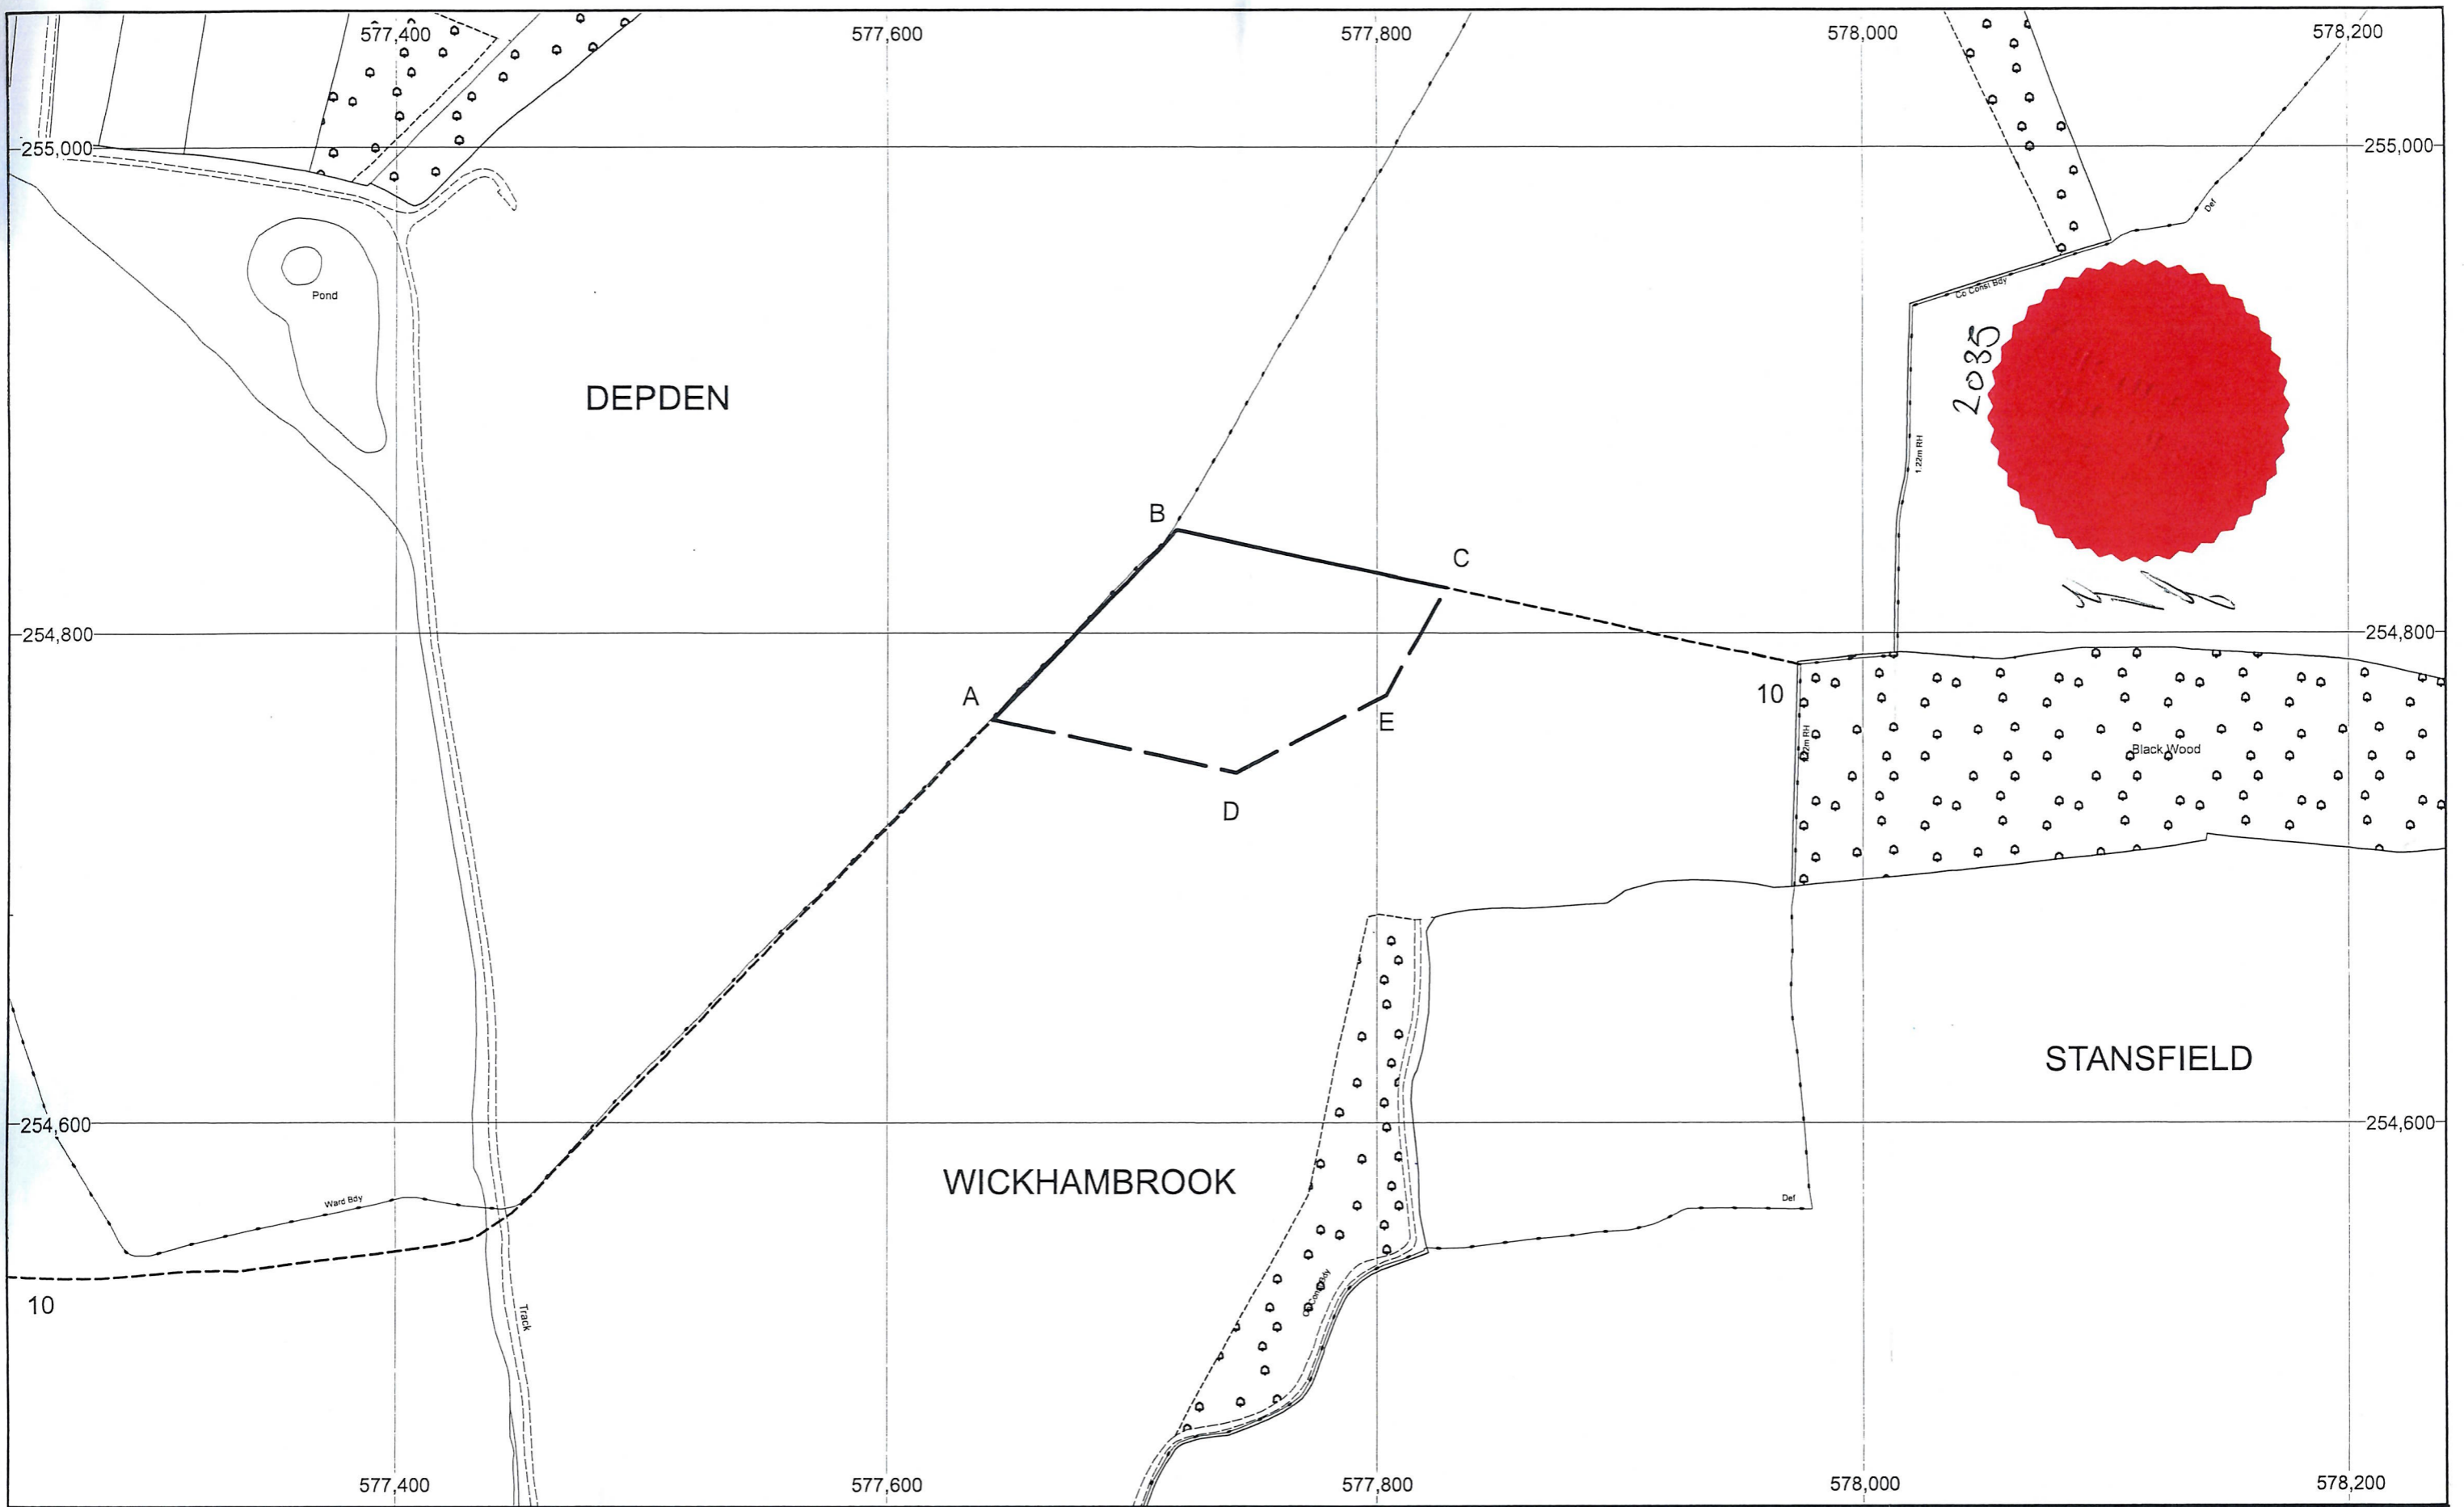 577,400 577,600 577,800 578,000 578,200
255,000 255,000
Def
Co Const Bdy
Pond
2035
DEPDEN
1.22m RH
B
C
254,800 254,800
A
10
E
Black Wood
D
STANSFIELD
254,600 254,600
WICKHAMBROOK
Ward Bdy
Def
10
Track
577,400 577,600 577,800 578,000 578,200